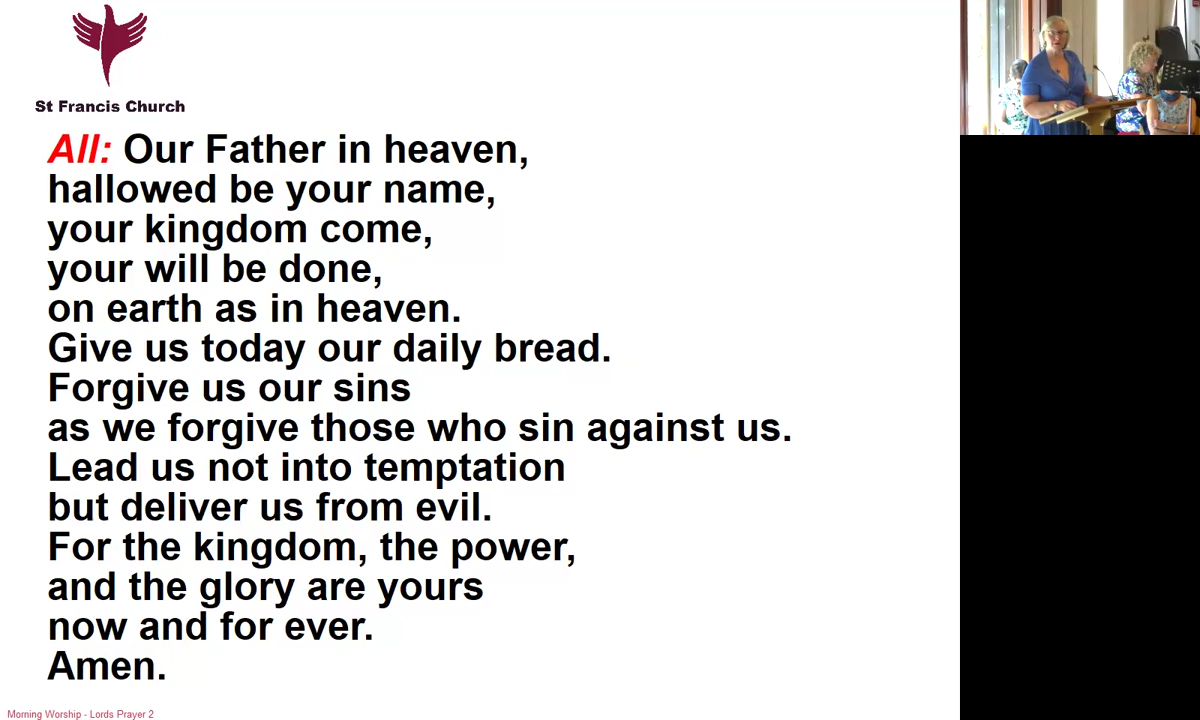 St Francis Church
All: Our Father in heaven,
hallowed be your name,
your kingdom come,
your will be done,
on earth as in heaven.
Give us today our daily bread.
Forgive us our sins
as we forgive those who sin against us.
Lead us not into temptation
but deliver us from evil.
For the kingdom, the power,
and the glory are yours
now and for ever.
Amen.
Morning Worship - Lords Prayer 2